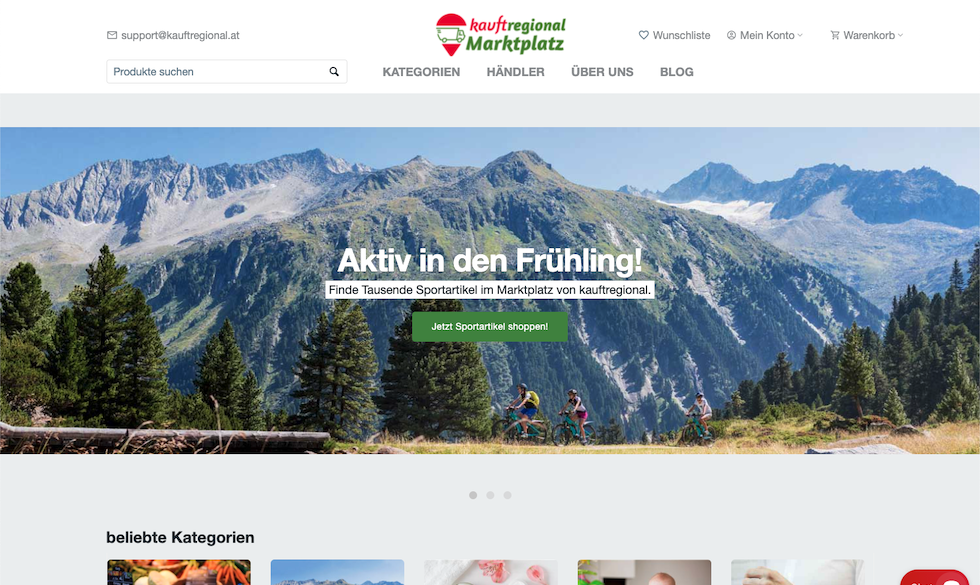 support@kauftregional.at
kauftregional
Marktplatz
Wunschliste
Mein Konto
Warenkorb
Produkte suchen
KATEGORIEN
HÄNDLER
ÜBER UNS
BLOG
Aktiv in den Frühling!
Finde Tausende Sportartikel im Marktplatz von kauftregional.
Jetzt Sportartikel shoppen!
beliebte Kategorien